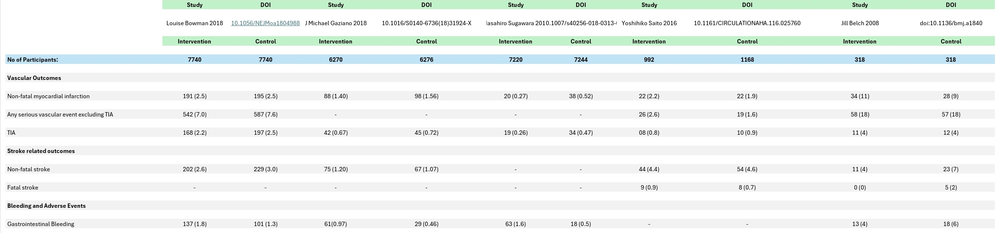 Study DOI Study DOI Study DOI Study DOI Study DOI
Louise Bowman 2018 10.1056/NEJMoa1804988 J Michael Gaziano 2018 10.1016/S0140-6736(18)31924-X Sugawara 2010.1007/s40256-018-0313- Yoshihiko Saito 2016 10.1161/CIRCULATIONAHA.116.025760 Jill Belch 2008 doi:10.1136/bmj.a1840
Intervention Control Intervention Control Intervention Control Intervention Control Intervention Control
No of Participants: 7740 7740 6270 6276 7220 7244 992 1168 318 318
Vascular Outcomes
Non-fatal myocardial infarction 191 (2.5) 195 (2.5) 88 (1.40) 98 (1.56) 20 (0.27) 38 (0.52) 22 (2.2) 22 (1.9) 34 (11) 28 (9)
Any serious vascular event excluding TIA 542 (7.0) 587 (7.6) - - - - 26 (2.6) 19 (1.6) 58 (18) 57 (18)
TIA 168 (2.2) 197 (2.5) 42 (0.67) 45 (0.72) 19 (0.26) 34 (0.47) 08 (0.8) 10 (0.9) 11 (4) 12 (4)
Stroke related outcomes
Non-fatal stroke 202 (2.6) 229 (3.0) 75 (1.20) 67 (1.07) - - 44 (4.4) 54 (4.6) 11 (4) 23 (7)
Fatal stroke - - - - - - 9 (0.9) 8 (0.7) 0 (0) 5 (2)
Bleeding and Adverse Events
Gastrointestinal Bleeding 137 (1.8) 101 (1.3) 61(0.97) 29 (0.46) 63 (1.6) 18 (0.5) - - 13 (4) 18 (6)